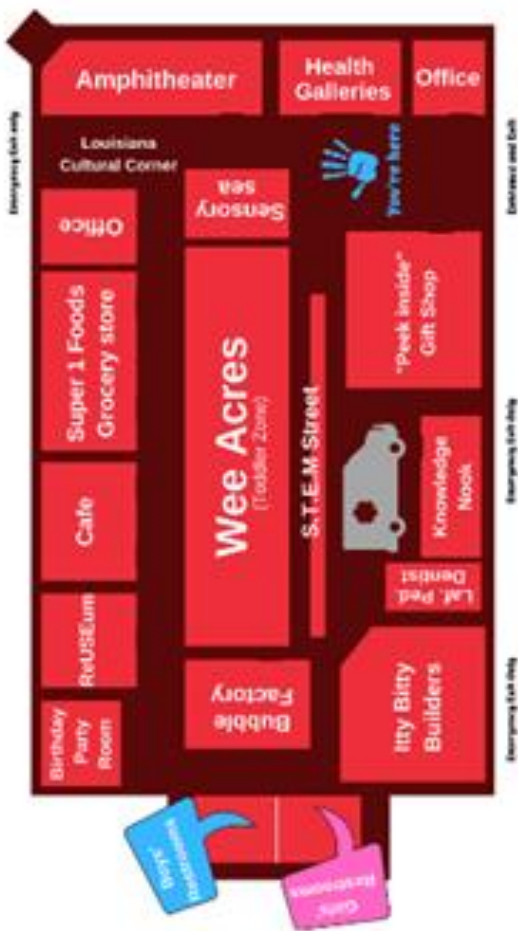 Amphitheater
Health
Galleries
Office
Emergency Exit only
Louisiana
Cultural Corner
You're here
Entrance and Exit
Sensory
sea
Office
"Peek inside"
Gift Shop
Super 1 Foods
Grocery store
Wee Acres
(Toddler Zone)
S.T.E.M Street
Emergency Exit Only
Knowledge
Nook
Cafe
Laf. Ped.
Dentist
ReUSEum
Itty Bitty
Builders
Emergency Exit Only
Bubble
Factory
Birthday
Party
Room
Boys'
Restrooms
Girls'
Restrooms